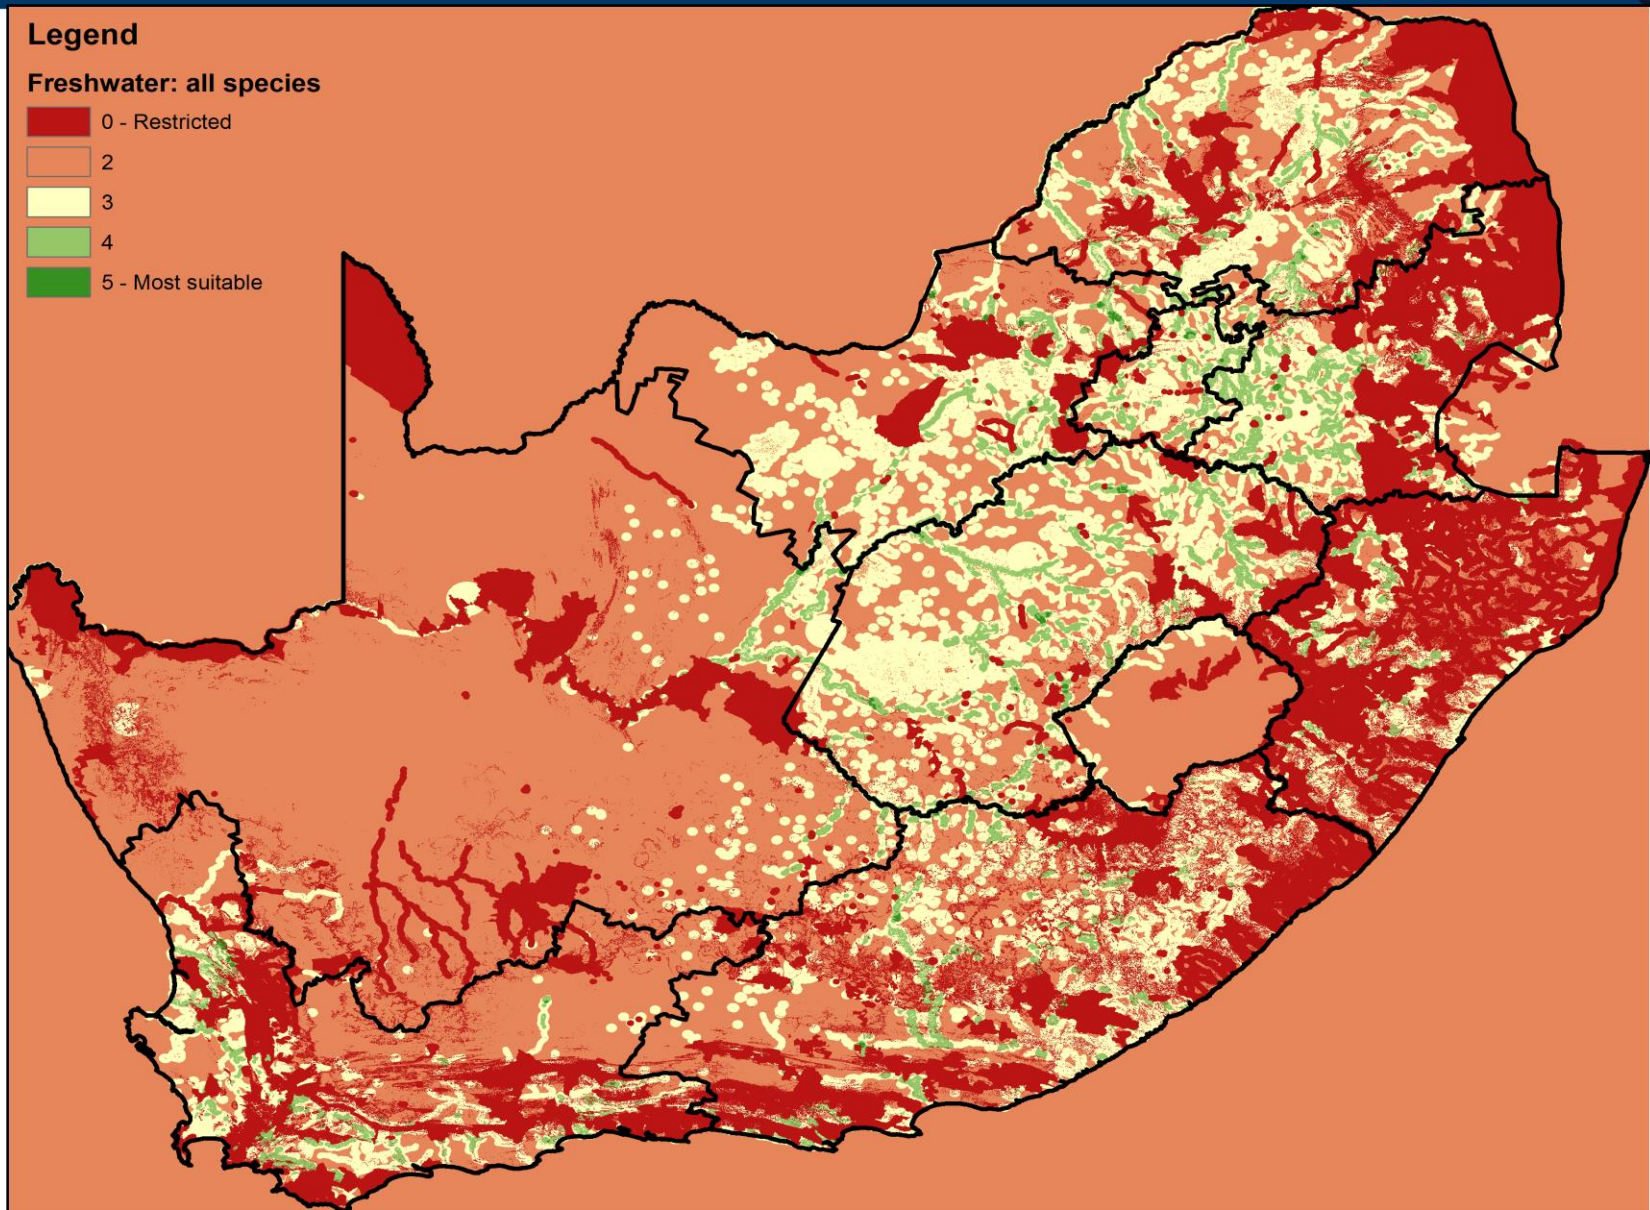 Legend
Freshwater: all species
0 - Restricted
2
3
4
5 - Most suitable